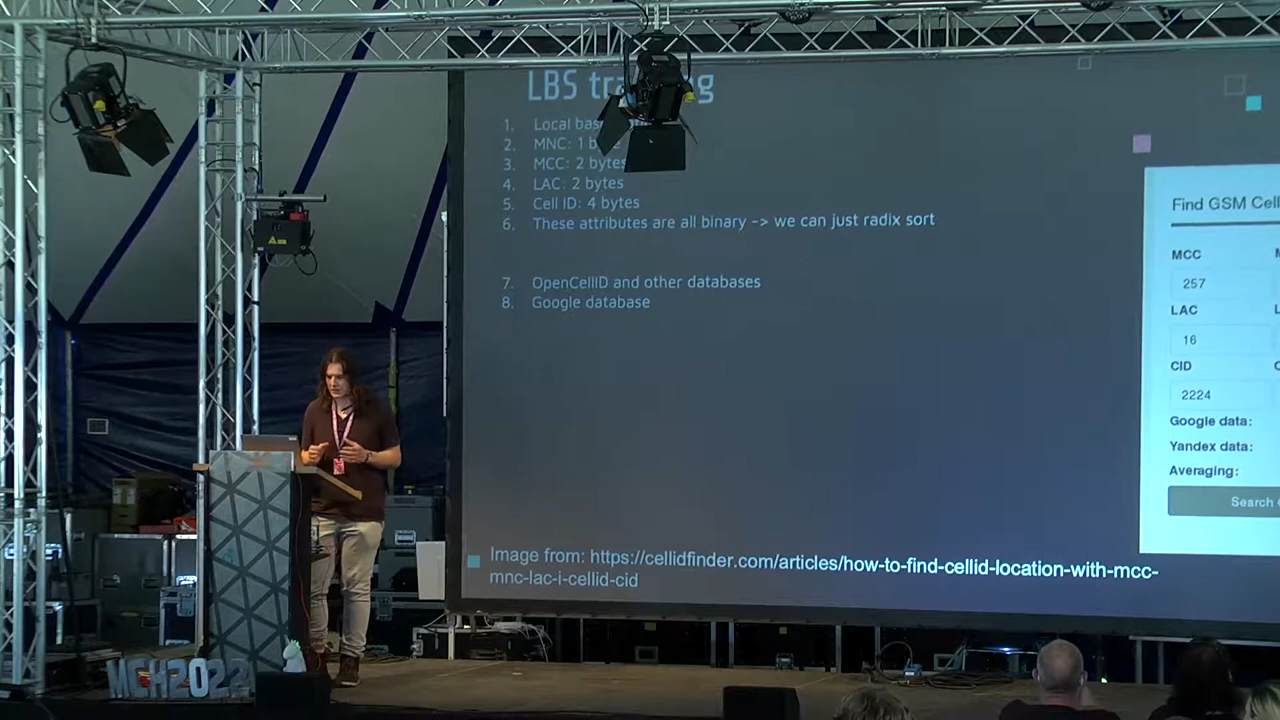 LBS tr g
1. Local bas
2. MNC: 1 b
3. MCC: 2 bytes
4. LAC: 2 bytes
5. Cell ID: 4 bytes
6. These attributes are all binary -> we can just radix sort
7. OpenCellID and other databases
8. Google database
Find GSM Cell
MCC
257
LAC
16
CID
2224
Google data:
Yandex data:
Averaging:
Search
Image from: https://cellidfinder.com/articles/how-to-find-cellid-location-with-mcc-
mnc-lac-i-cellid-cid
MCH2022